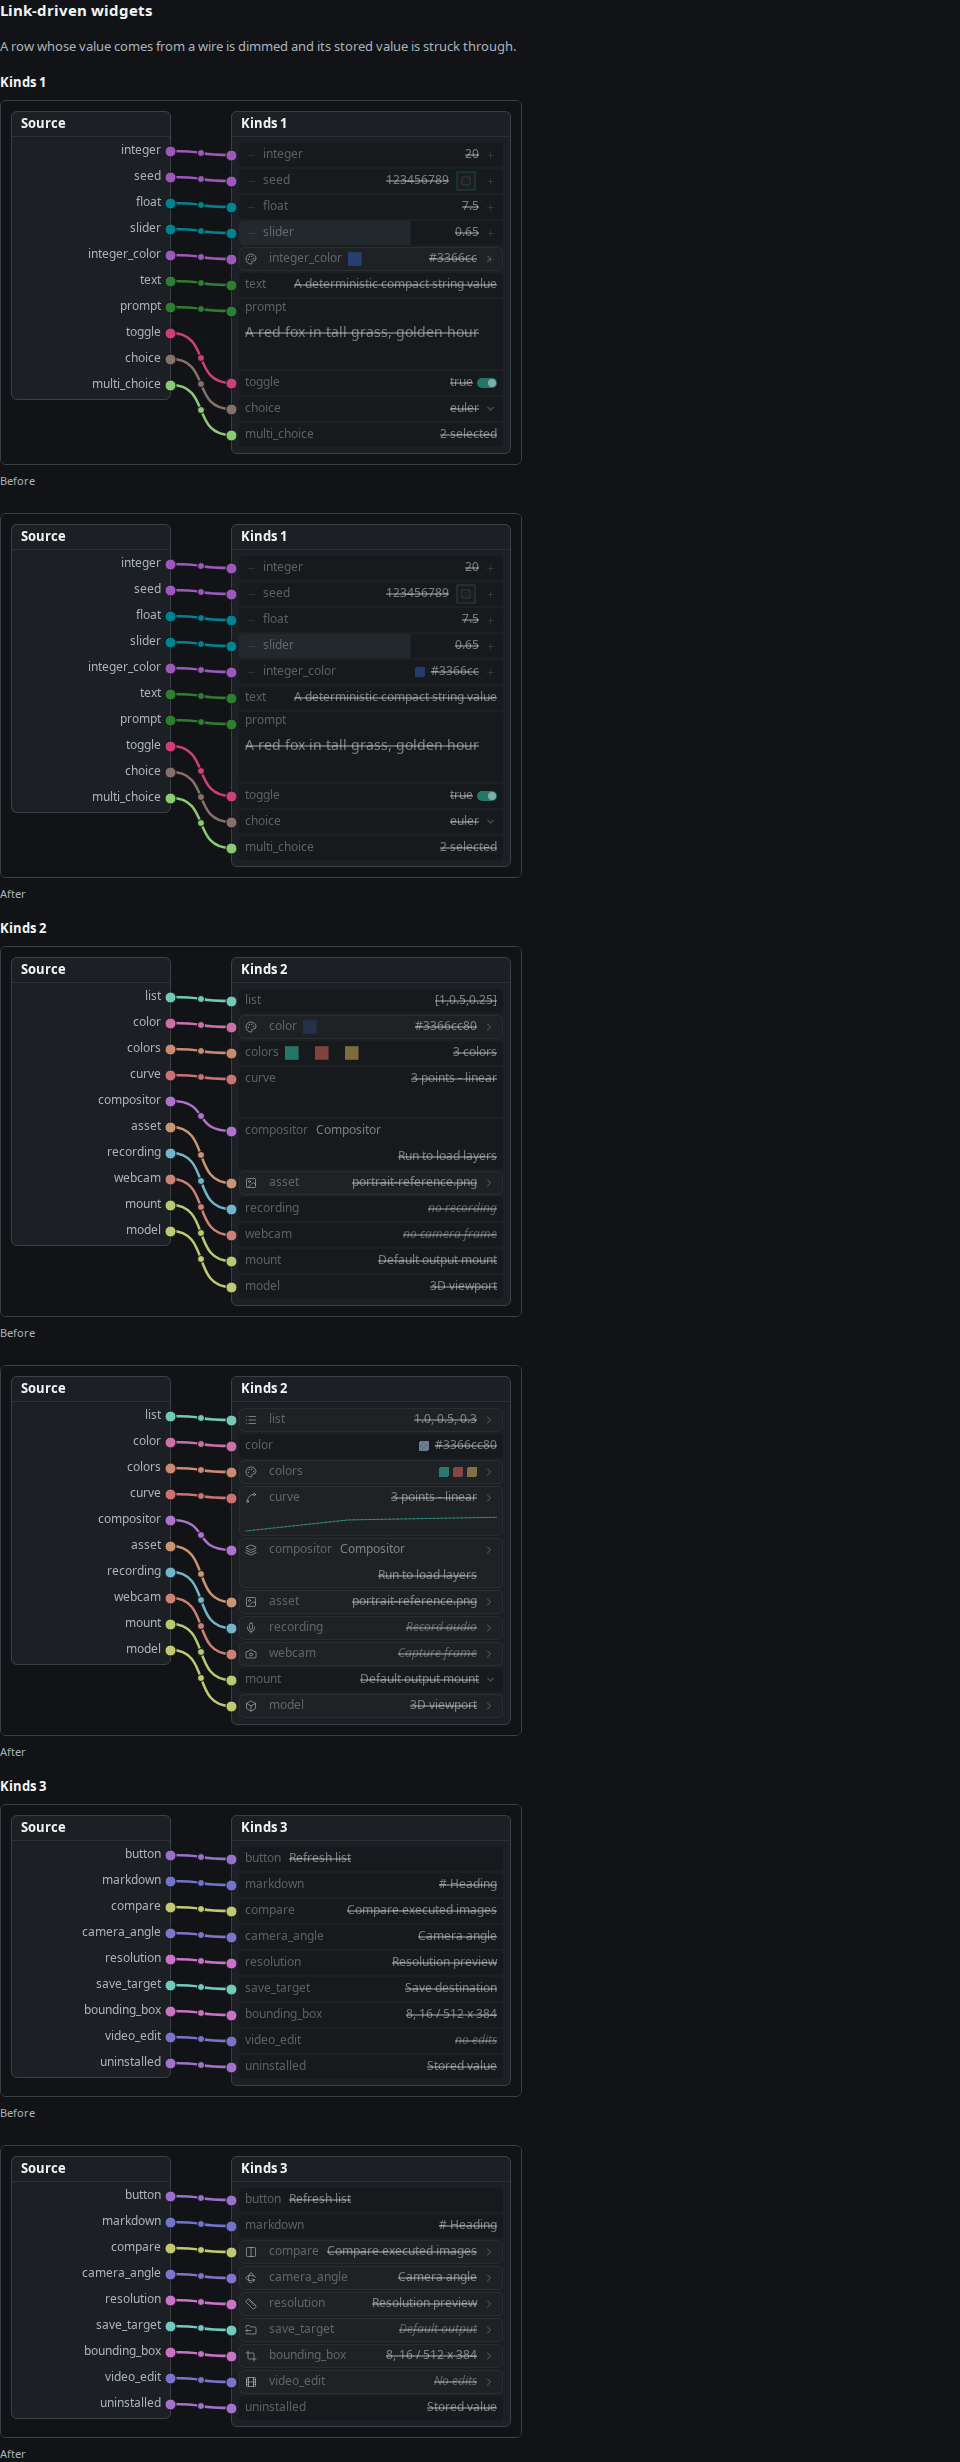 Link-driven widgets
A row whose value comes from a wire is dimmed and its stored value is struck through.
Kinds 1
Source
Kinds 1
integer
integer 20
seed
seed 123456789
float
float 7.5
slider
slider 0.65
integer_color
integer_color #3366cc
text
text A deterministic compact string value
prompt
prompt
A red fox in tall grass, golden hour
toggle
toggle true
choice
choice euler
multi_choice
multi_choice 2 selected
Before
Source
Kinds 1
integer
integer 20
seed
seed 123456789
float
float 7.5
slider
slider 0.65
integer_color
integer_color #3366cc
text
text A deterministic compact string value
prompt
prompt
A red fox in tall grass, golden hour
toggle
toggle true
choice
choice euler
multi_choice
multi_choice 2 selected
After
Kinds 2
Source
Kinds 2
list
list [1,0.5,0.25]
color
color #3366cc80
colors
colors 3 colors
curve
curve 3 points - linear
compositor
compositor Compositor
Run to load layers
asset
asset portrait-reference.png
recording
recording no recording
webcam
webcam no camera frame
mount
mount Default output mount
model
model 3D viewport
Before
Source
Kinds 2
list
list 1.0, 0.5, 0.3
color
color #3366cc80
colors
colors
curve
curve 3 points - linear
compositor
compositor Compositor
Run to load layers
asset
asset portrait-reference.png
recording
recording Record audio
webcam
webcam Capture frame
mount
mount Default output mount
model
model 3D viewport
After
Kinds 3
Source
Kinds 3
button
button Refresh list
markdown
markdown # Heading
compare
compare Compare executed images
camera_angle
camera_angle Camera angle
resolution
resolution Resolution preview
save_target
save_target Save destination
bounding_box
bounding_box 8, 16 / 512 x 384
video_edit
video_edit no edits
uninstalled
uninstalled Stored value
Before
Source
Kinds 3
button
button Refresh list
markdown
markdown # Heading
compare
compare Compare executed images
camera_angle
camera_angle Camera angle
resolution
resolution Resolution preview
save_target
save_target Default output
bounding_box
bounding_box 8, 16 / 512 x 384
video_edit
video_edit No edits
uninstalled
uninstalled Stored value
After